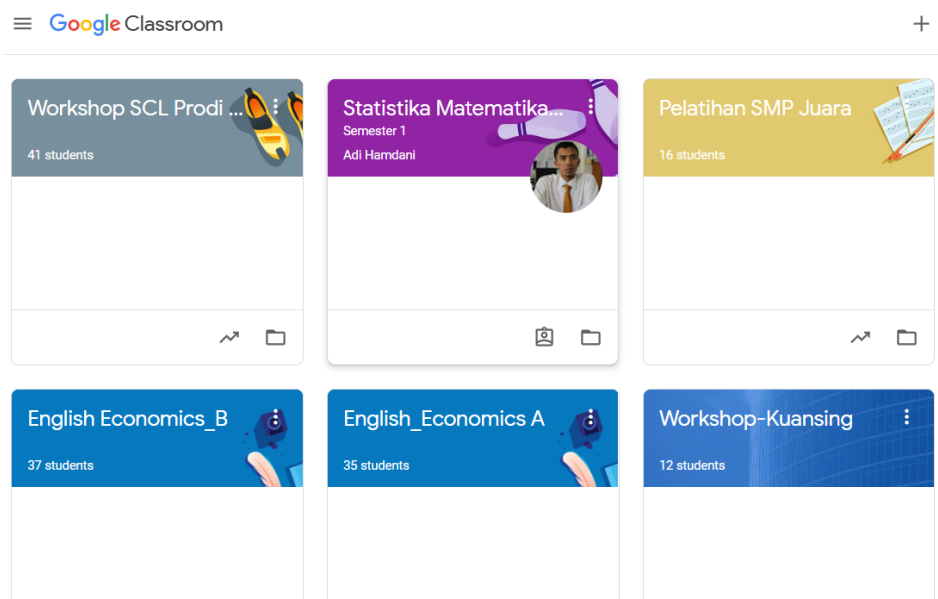 Google Classroom
Workshop SCL Prodi ...
41 students
Statistika Matematika...
Semester 1
Adi Hamdani
Pelatihan SMP Juara
16 students
English Economics_B
37 students
English_Economics A
35 students
Workshop-Kuansing
12 students